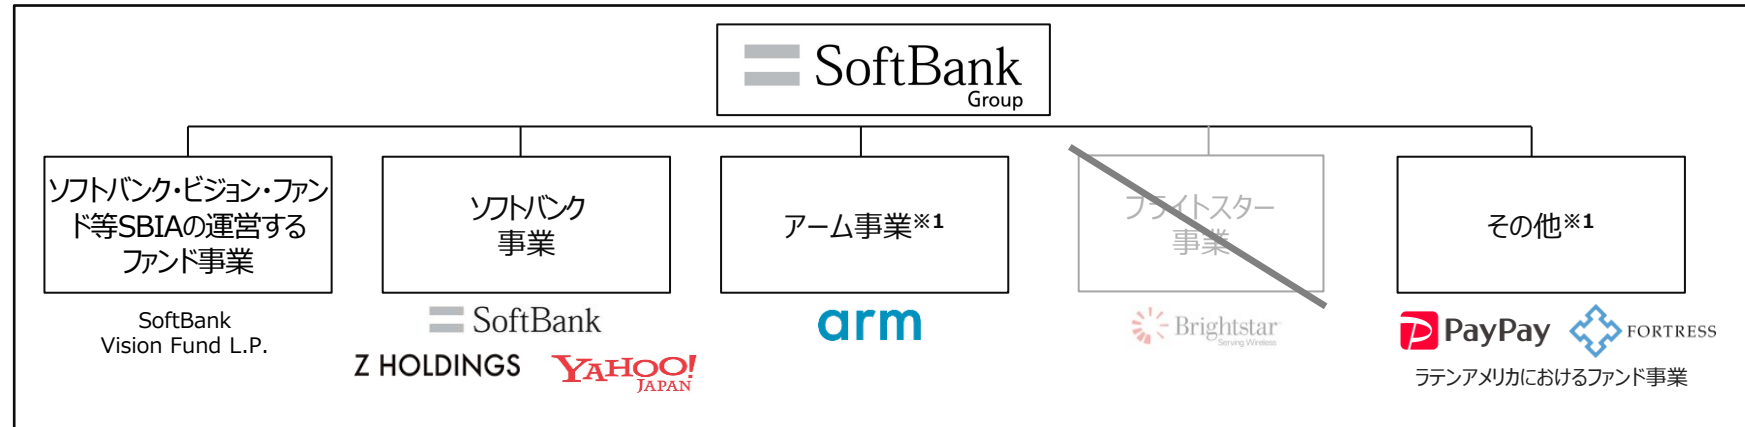 SoftBank
Group
ソフトバンク・ビジョン・ファン
ド等SBIAの運営する
ファンド事業
ソフトバンク
事業
アーム事業※1
ブライトスター
事業
その他※1
SoftBank
Vision Fund L.P.
SoftBank
Z HOLDINGS
YAHOO!
JAPAN
arm
Brightstar
Serving Wireless
PayPay
FORTRESS
ラテンアメリカにおけるファンド事業